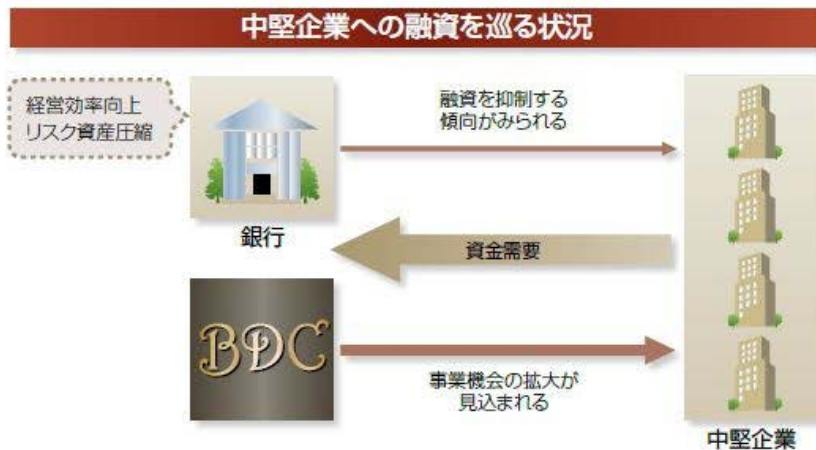 中堅企業への融資を巡る状況
経営効率向上
リスク資産圧縮
融資を抑制する
傾向がみられる
銀行
資金需要
BDC
事業機会の拡大が
見込まれる
中堅企業